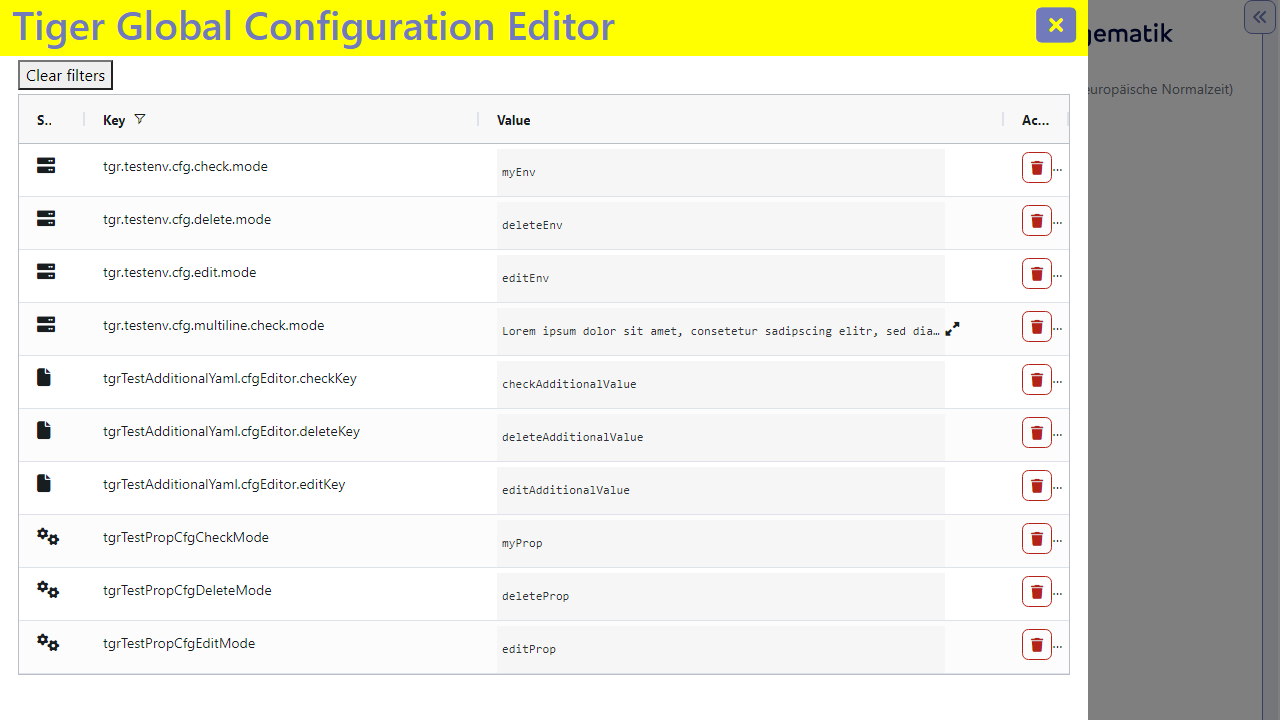 Tiger Global Configuration Editor
gematik
Clear filters
europäische Normalzeit)
S.. Key Value Ac...
tgr.testenv.cfg.check.mode myEnv ...
tgr.testenv.cfg.delete.mode deleteEnv ...
tgr.testenv.cfg.edit.mode editEnv ...
tgr.testenv.cfg.multiline.check.mode Lorem ipsum dolor sit amet, consetetur sadipscing elitr, sed dia… ...
tgrTestAdditionalYaml.cfgEditor.checkKey checkAdditionalValue ...
tgrTestAdditionalYaml.cfgEditor.deleteKey deleteAdditionalValue ...
tgrTestAdditionalYaml.cfgEditor.editKey editAdditionalValue ...
tgrTestPropCfgCheckMode myProp ...
tgrTestPropCfgDeleteMode deleteProp ...
tgrTestPropCfgEditMode editProp ...